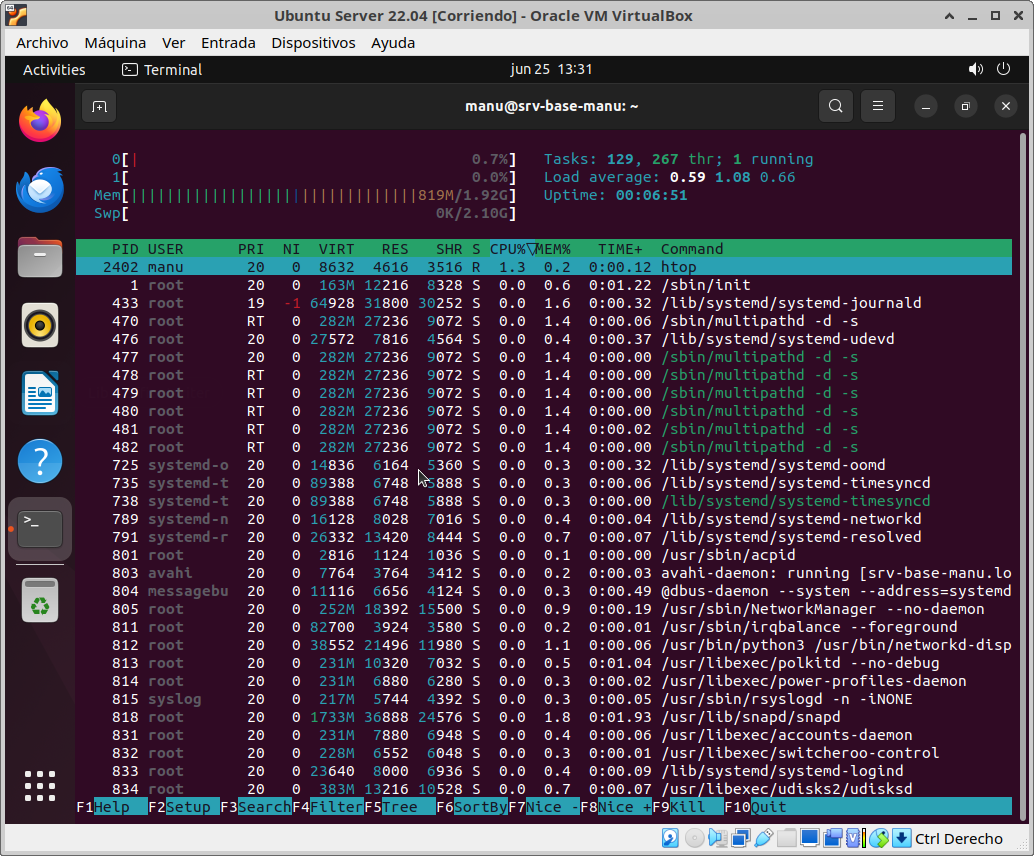 Ubuntu Server 22.04 [Corriendo] - Oracle VM VirtualBox
Archivo Máquina Ver Entrada Dispositivos Ayuda
Activities Terminal jun 25 13:31
manu@srv-base-manu: ~
0[| 0.7%] Tasks: 129, 267 thr; 1 running
1[ 0.0%] Load average: 0.59 1.08 0.66
Mem[||||||||||||||||||||||||||||||||819M/1.92G] Uptime: 00:06:51
Swp[ 0K/2.10G]
PID USER PRI NI VIRT RES SHR S CPU%▽MEM% TIME+ Command
2402 manu 20 0 8632 4616 3516 R 1.3 0.2 0:00.12 htop
1 root 20 0 163M 12216 8328 S 0.0 0.6 0:01.22 /sbin/init
433 root 19 -1 64928 31800 30252 S 0.0 1.6 0:00.32 /lib/systemd/systemd-journald
470 root RT 0 282M 27236 9072 S 0.0 1.4 0:00.06 /sbin/multipathd -d -s
476 root 20 0 27572 7816 4564 S 0.0 0.4 0:00.37 /lib/systemd/systemd-udevd
477 root 20 0 282M 27236 9072 S 0.0 1.4 0:00.00 /sbin/multipathd -d -s
478 root RT 0 282M 27236 9072 S 0.0 1.4 0:00.00 /sbin/multipathd -d -s
479 root RT 0 282M 27236 9072 S 0.0 1.4 0:00.00 /sbin/multipathd -d -s
480 root RT 0 282M 27236 9072 S 0.0 1.4 0:00.00 /sbin/multipathd -d -s
481 root RT 0 282M 27236 9072 S 0.0 1.4 0:00.02 /sbin/multipathd -d -s
482 root RT 0 282M 27236 9072 S 0.0 1.4 0:00.00 /sbin/multipathd -d -s
725 systemd-o 20 0 14836 6164 5360 S 0.0 0.3 0:00.32 /lib/systemd/systemd-oomd
735 systemd-t 20 0 89388 6748 5888 S 0.0 0.3 0:00.06 /lib/systemd/systemd-timesyncd
738 systemd-t 20 0 89388 6748 5888 S 0.0 0.3 0:00.00 /lib/systemd/systemd-timesyncd
789 systemd-n 20 0 16128 8028 7016 S 0.0 0.4 0:00.04 /lib/systemd/systemd-networkd
791 systemd-r 20 0 26332 13420 8444 S 0.0 0.7 0:00.07 /lib/systemd/systemd-resolved
801 root 20 0 2816 1124 1036 S 0.0 0.1 0:00.00 /usr/sbin/acpid
803 avahi 20 0 7764 3764 3412 S 0.0 0.2 0:00.03 avahi-daemon: running [srv-base-manu.lo
804 messagebu 20 0 11116 6656 4124 S 0.0 0.3 0:00.49 @dbus-daemon --system --address=systemd
805 root 20 0 252M 18392 15500 S 0.0 0.9 0:00.19 /usr/sbin/NetworkManager --no-daemon
811 root 20 0 82700 3924 3580 S 0.0 0.2 0:00.01 /usr/sbin/irqbalance --foreground
812 root 20 0 38552 21496 11980 S 0.0 1.1 0:00.06 /usr/bin/python3 /usr/bin/networkd-disp
813 root 20 0 231M 10320 7032 S 0.0 0.5 0:01.04 /usr/libexec/polkitd --no-debug
814 root 20 0 231M 6880 6280 S 0.0 0.3 0:00.02 /usr/libexec/power-profiles-daemon
815 syslog 20 0 217M 5744 4392 S 0.0 0.3 0:00.05 /usr/sbin/rsyslogd -n -iNONE
818 root 20 0 1733M 36888 24576 S 0.0 1.8 0:01.93 /usr/lib/snapd/snapd
831 root 20 0 231M 7880 6948 S 0.0 0.4 0:00.06 /usr/libexec/accounts-daemon
832 root 20 0 228M 6552 6048 S 0.0 0.3 0:00.01 /usr/libexec/switcheroo-control
833 root 20 0 23640 8000 6936 S 0.0 0.4 0:00.09 /lib/systemd/systemd-logind
834 root 20 0 383M 13216 10528 S 0.0 0.7 0:00.07 /usr/libexec/udisks2/udisksd
F1Help F2Setup F3SearchF4FilterF5Tree F6SortByF7Nice -F8Nice +F9Kill F10Quit
Ctrl Derecho